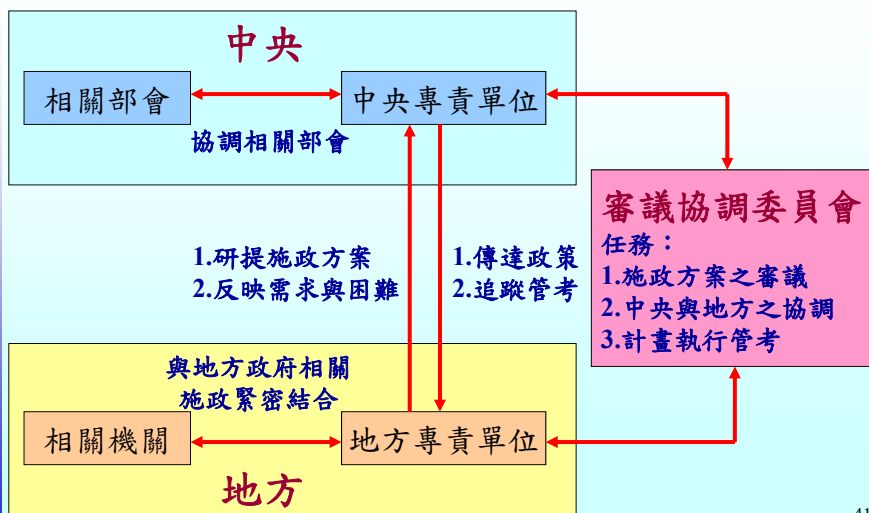 中央
相關部會
中央專責單位
協調相關部會
審議協調委員會
任務：
1.施政方案之審議
2.中央與地方之協調
3.計畫執行管考
1.研提施政方案
2.反映需求與困難
1.傳達政策
2.追蹤管考
與地方政府相關
施政緊密結合
相關機關
地方專責單位
地方
41